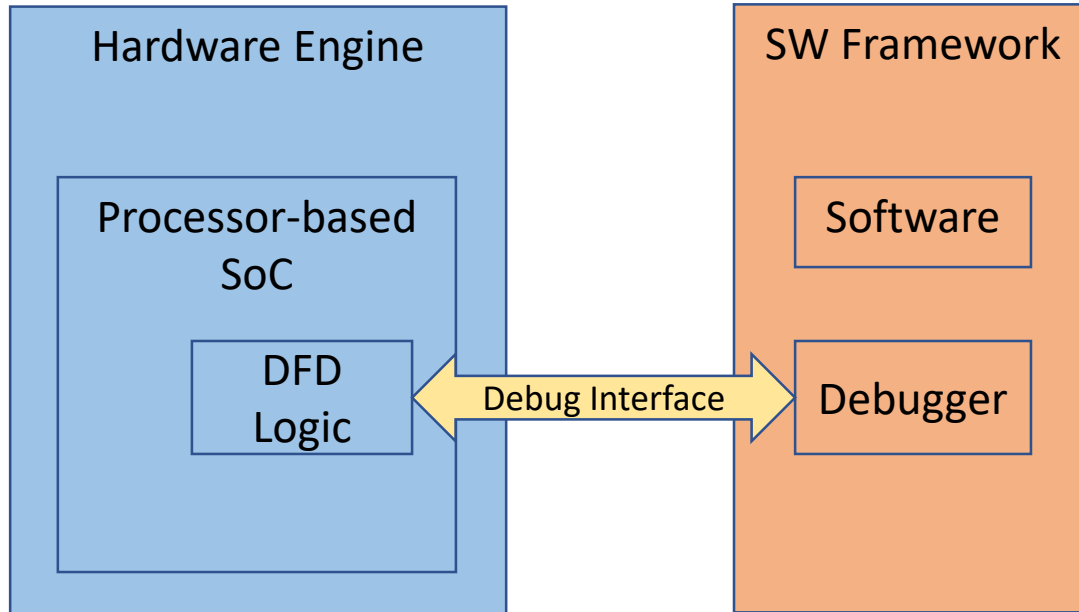 Hardware Engine
Processor-based
SoC
DFD
Logic
Debug Interface
SW Framework
Software
Debugger